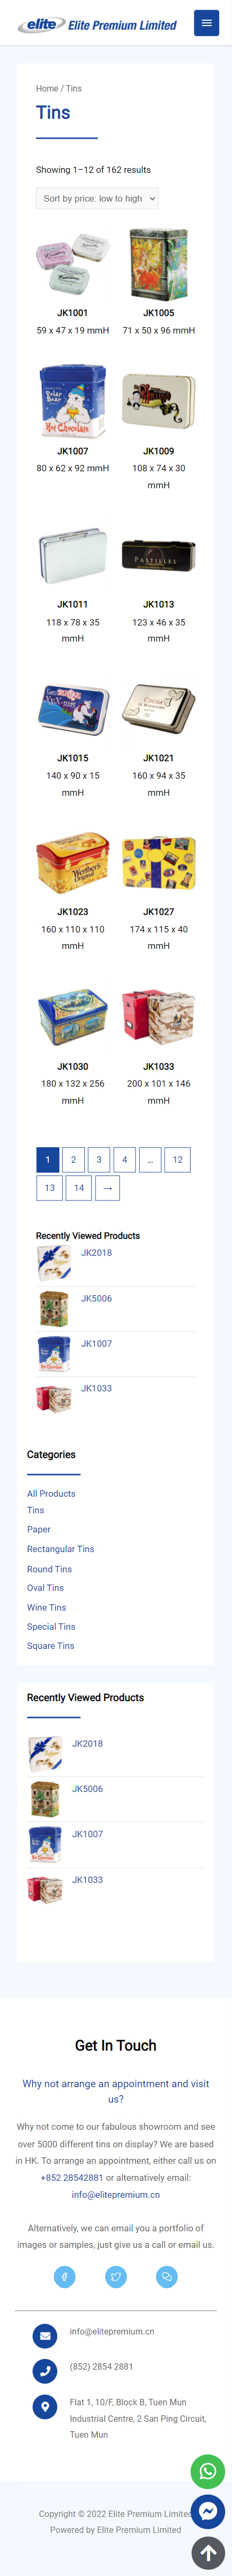 elite Elite Premium Limited
Home / Tins
Tins
Showing 1–12 of 162 results
Sort by price: low to high
JK1001
59 x 47 x 19 mmH
JK1005
71 x 50 x 96 mmH
Polar Bear
Hot Chocolate
JK1007
80 x 62 x 92 mmH
JK1009
108 x 74 x 30
mmH
JK1011
118 x 78 x 35
mmH
PASTILLES
JK1013
123 x 46 x 35
mmH
JK1015
140 x 90 x 15
mmH
JK1021
160 x 94 x 35
mmH
Werther's
Original
JK1023
160 x 110 x 110
mmH
JK1027
174 x 115 x 40
mmH
JK1030
180 x 132 x 256
mmH
JK1033
200 x 101 x 146
mmH
1 2 3 4 … 12
13 14 →
Recently Viewed Products
JK2018
JK5006
JK1007
JK1033
Categories
All Products
Tins
Paper
Rectangular Tins
Round Tins
Oval Tins
Wine Tins
Special Tins
Square Tins
Recently Viewed Products
JK2018
JK5006
JK1007
JK1033
Get In Touch
Why not arrange an appointment and visit
us?
Why not come to our fabulous showroom and see
over 5000 different tins on display? We are based
in HK. To arrange an appointment, either call us on
+852 28542881 or alternatively email:
info@elitepremium.cn
Alternatively, we can email you a portfolio of
images or samples, just give us a call or email us.
info@elitepremium.cn
(852) 2854 2881
Flat 1, 10/F, Block B, Tuen Mun
Industrial Centre, 2 San Ping Circuit,
Tuen Mun
Copyright © 2022 Elite Premium Limited
Powered by Elite Premium Limited